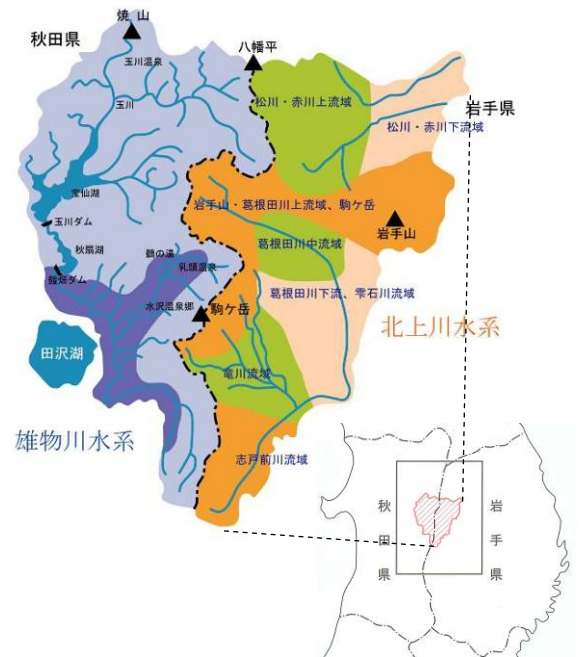 焼山
秋田県
八幡平
玉川温泉
玉川
松川・赤川上流域
岩手県
松川・赤川下流域
宝仙湖
岩手山・葛根田川上流域、駒ケ岳
岩手山
玉川ダム
秋扇湖
鶴の湯
葛根田川中流域
乳頭温泉
鎧畑ダム
葛根田川下流、雫石川流域
水沢温泉郷
駒ケ岳
北上川水系
田沢湖
竜川流域
雄物川水系
志戸前川流域
秋田県
岩手県